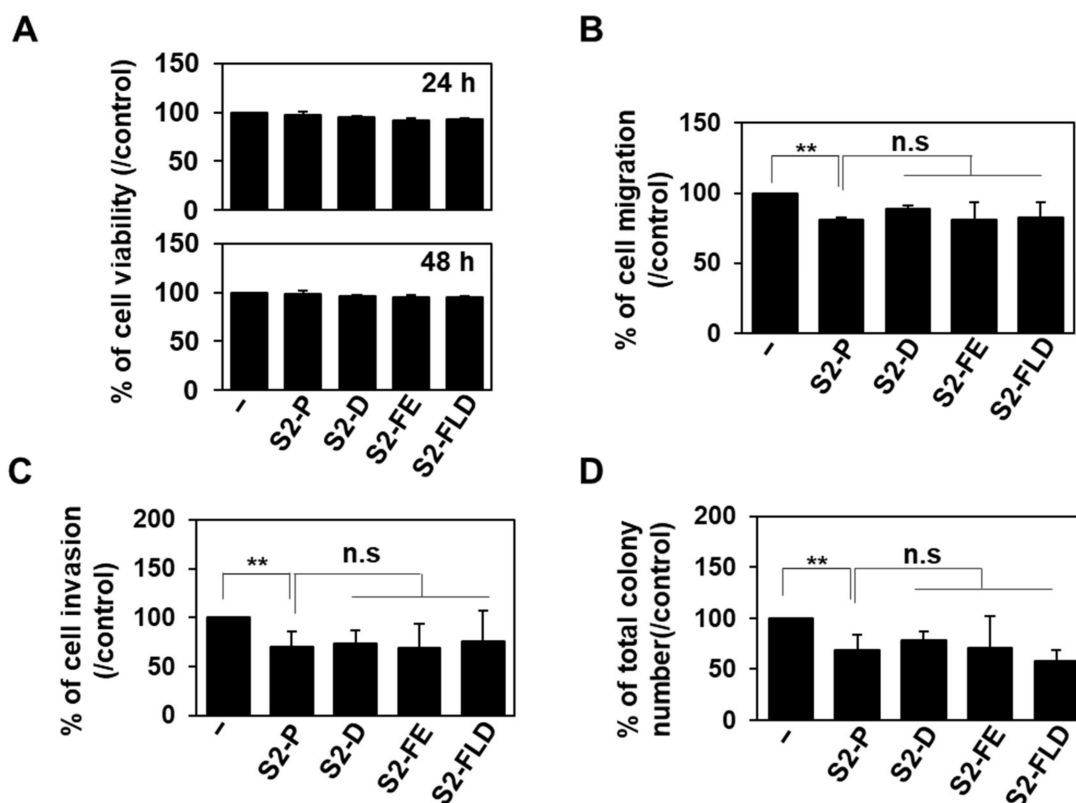 A
% of cell viability (/control)
150
24 h
100
50
0
150
48 h
100
50
0
–
S2-P
S2-D
S2-FE
S2-FLD
B
% of cell migration
(/control)
150
100
50
0
**
n.s
–
S2-P
S2-D
S2-FE
S2-FLD
C
% of cell invasion
(/control)
200
150
100
50
0
**
n.s
–
S2-P
S2-D
S2-FE
S2-FLD
D
% of total colony
number(/control)
200
150
100
50
0
**
n.s
–
S2-P
S2-D
S2-FE
S2-FLD